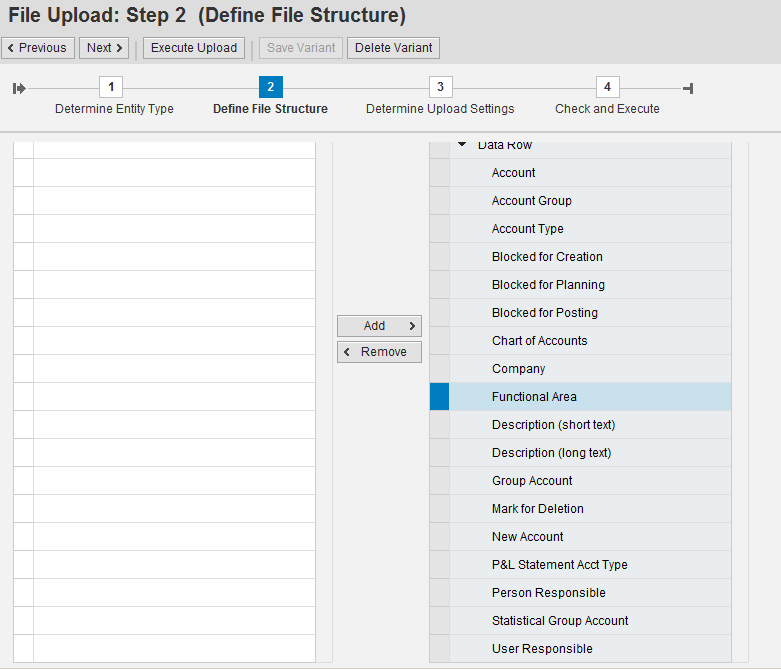 File Upload: Step 2 (Define File Structure)
Previous Next Execute Upload Save Variant Delete Variant
1 2 3 4
Determine Entity Type Define File Structure Determine Upload Settings Check and Execute
Data Row
Account
Account Group
Account Type
Blocked for Creation
Blocked for Planning
Blocked for Posting
Add
Chart of Accounts
Remove
Company
Functional Area
Description (short text)
Description (long text)
Group Account
Mark for Deletion
New Account
P&L Statement Acct Type
Person Responsible
Statistical Group Account
User Responsible